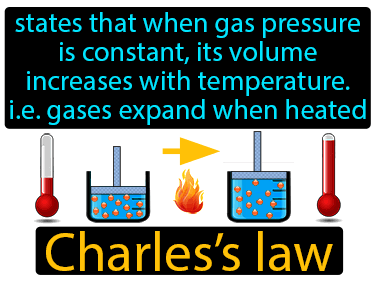 states that when gas pressure
is constant, its volume
increases with temperature.
i.e. gases expand when heated
Charles's law